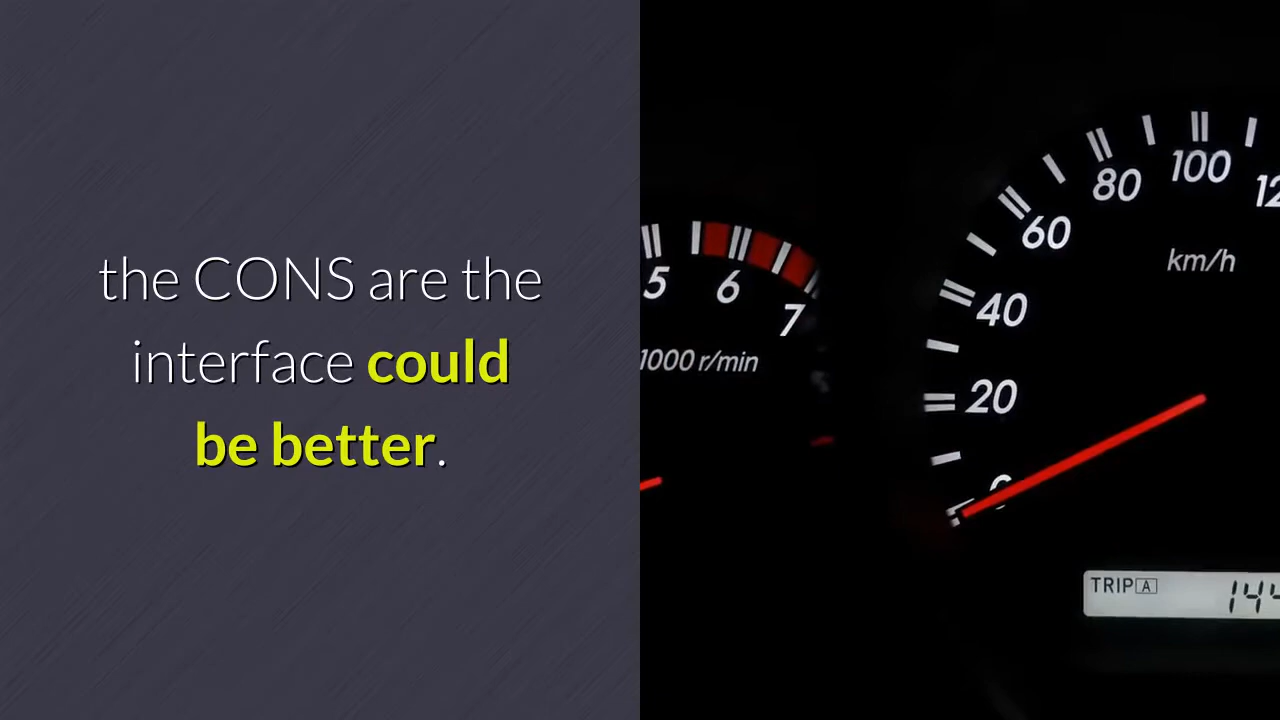 the CONS are the
interface could
be better.
5
6
7
1000 r/min
0
20
40
60
80
100
km/h
TRIP A